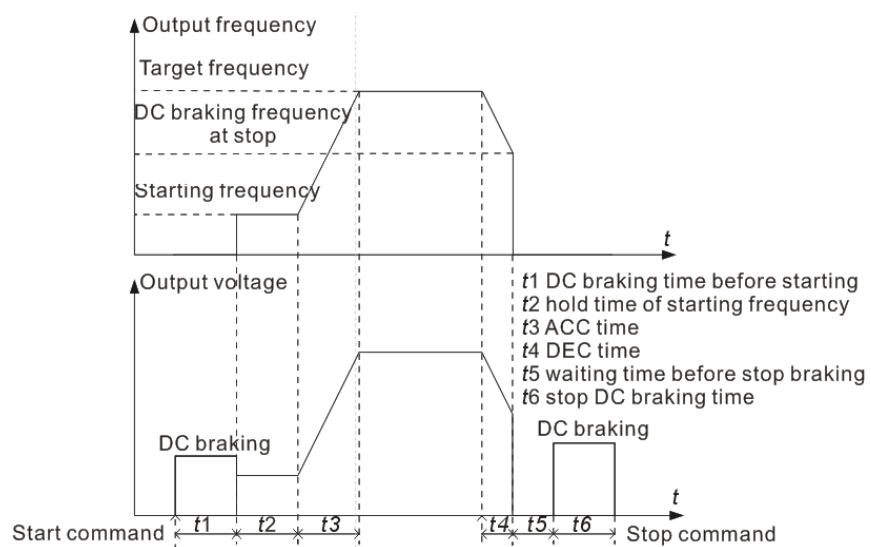 Output frequency
Target frequency
DC braking frequency
at stop
Starting frequency
t
Output voltage
t1 DC braking time before starting
t2 hold time of starting frequency
t3 ACC time
t4 DEC time
t5 waiting time before stop braking
t6 stop DC braking time
DC braking
DC braking
t
Start command
t1
t2
t3
t4
t5
t6
Stop command